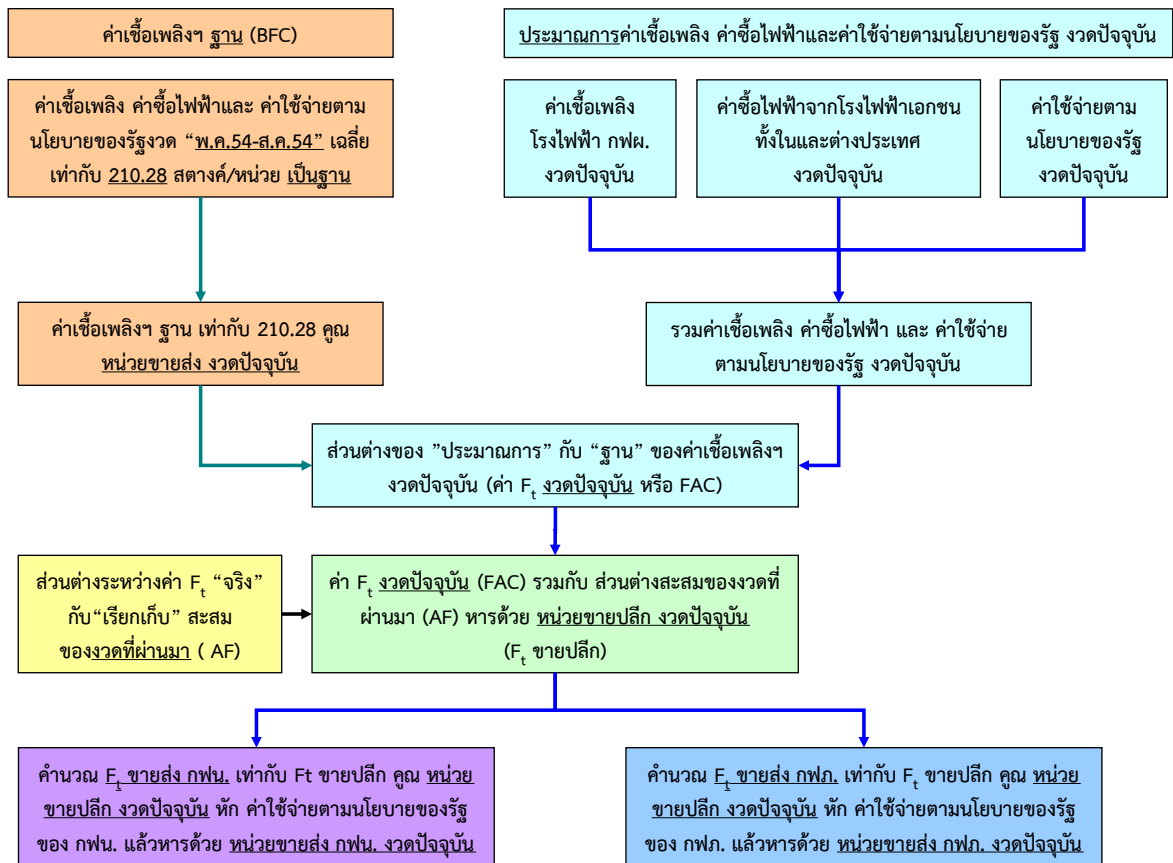 ค่าเชื้อเพลิงฯ ฐาน (BFC)
ประมาณการค่าเชื้อเพลิง ค่าซื้อไฟฟ้าและค่าใช้จ่ายตามนโยบายของรัฐ งวดปัจจุบัน
ค่าเชื้อเพลิง ค่าซื้อไฟฟ้าและ ค่าใช้จ่ายตาม
นโยบายของรัฐงวด “พ.ค.54-ส.ค.54” เฉลี่ย
เท่ากับ 210.28 สตางค์/หน่วย เป็นฐาน
ค่าเชื้อเพลิง
โรงไฟฟ้า กฟผ.
งวดปัจจุบัน
ค่าซื้อไฟฟ้าจากโรงไฟฟ้าเอกชน
ทั้งในและต่างประเทศ
งวดปัจจุบัน
ค่าใช้จ่ายตาม
นโยบายของรัฐ
งวดปัจจุบัน
ค่าเชื้อเพลิงฯ ฐาน เท่ากับ 210.28 คูณ
หน่วยขายส่ง งวดปัจจุบัน
รวมค่าเชื้อเพลิง ค่าซื้อไฟฟ้า และ ค่าใช้จ่าย
ตามนโยบายของรัฐ งวดปัจจุบัน
ส่วนต่างของ ”ประมาณการ” กับ “ฐาน” ของค่าเชื้อเพลิงฯ
งวดปัจจุบัน (ค่า Ft งวดปัจจุบัน หรือ FAC)
ส่วนต่างระหว่างค่า Ft “จริง”
กับ“เรียกเก็บ” สะสม
ของงวดที่ผ่านมา ( AF)
ค่า Ft งวดปัจจุบัน (FAC) รวมกับ ส่วนต่างสะสมของงวดที่
ผ่านมา (AF) หารด้วย หน่วยขายปลีก งวดปัจจุบัน
(Ft ขายปลีก)
คำนวณ Ft ขายส่ง กฟน. เท่ากับ Ft ขายปลีก คูณ หน่วย
ขายปลีก งวดปัจจุบัน หัก ค่าใช้จ่ายตามนโยบายของรัฐ
ของ กฟน. แล้วหารด้วย หน่วยขายส่ง กฟน. งวดปัจจุบัน
คำนวณ Ft ขายส่ง กฟภ. เท่ากับ Ft ขายปลีก คูณ หน่วย
ขายปลีก งวดปัจจุบัน หัก ค่าใช้จ่ายตามนโยบายของรัฐ
ของ กฟภ. แล้วหารด้วย หน่วยขายส่ง กฟภ. งวดปัจจุบัน